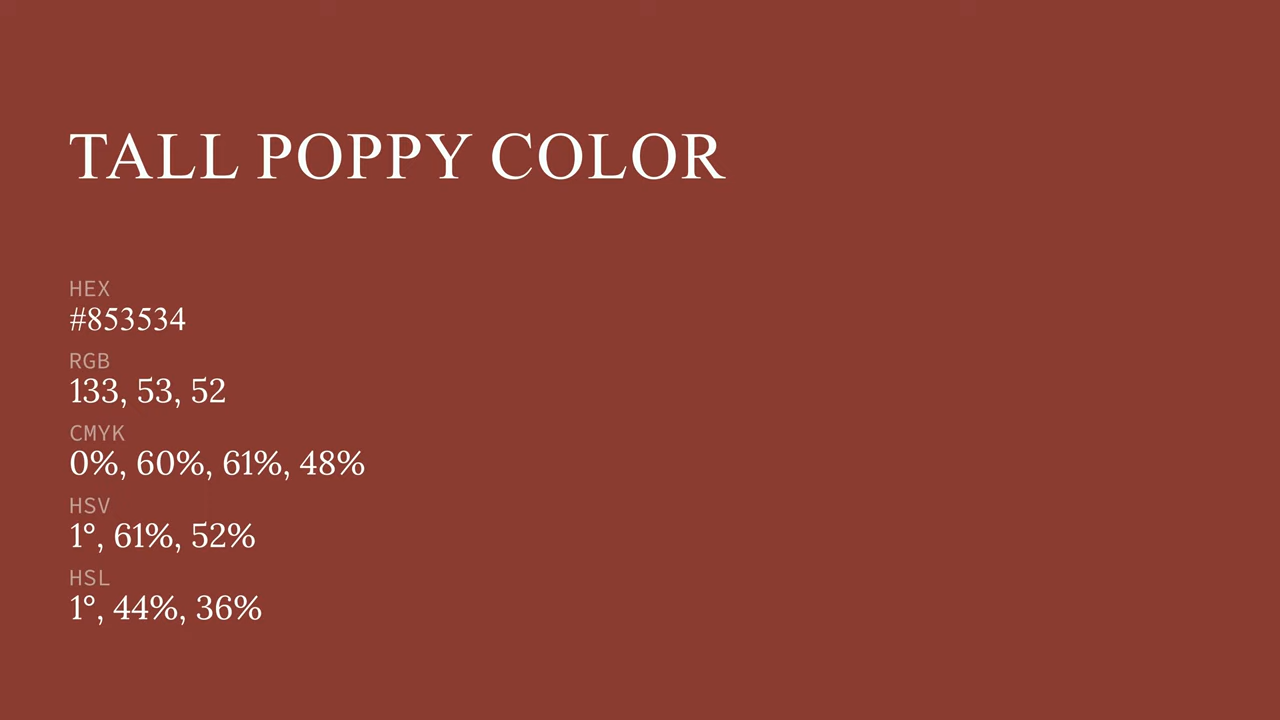 TALL POPPY COLOR
HEX
#853534
RGB
133, 53, 52
CMYK
0%, 60%, 61%, 48%
HSV
1°, 61%, 52%
HSL
1°, 44%, 36%